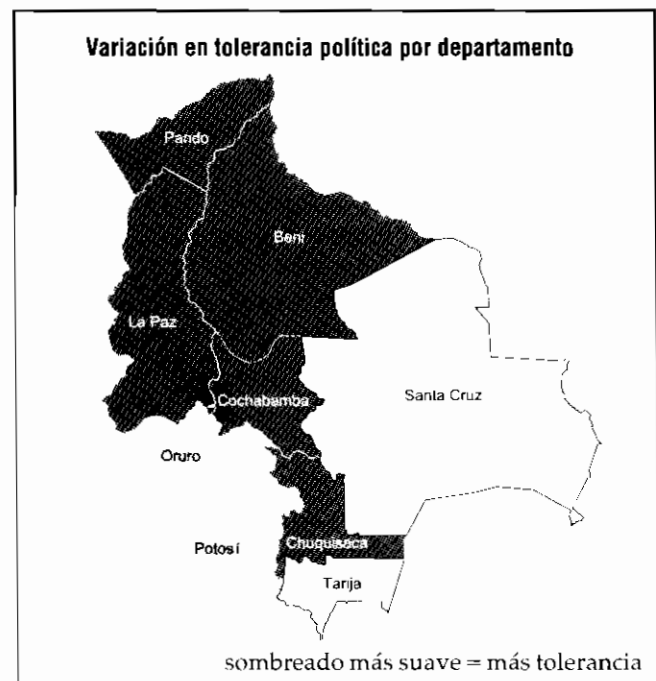 Variación en tolerancia política por departamento
Pando
Beni
La Paz
Santa Cruz
Cochabamba
Oruro
Potosí
Chuquisaca
Tarija
sombreado más suave = más tolerancia